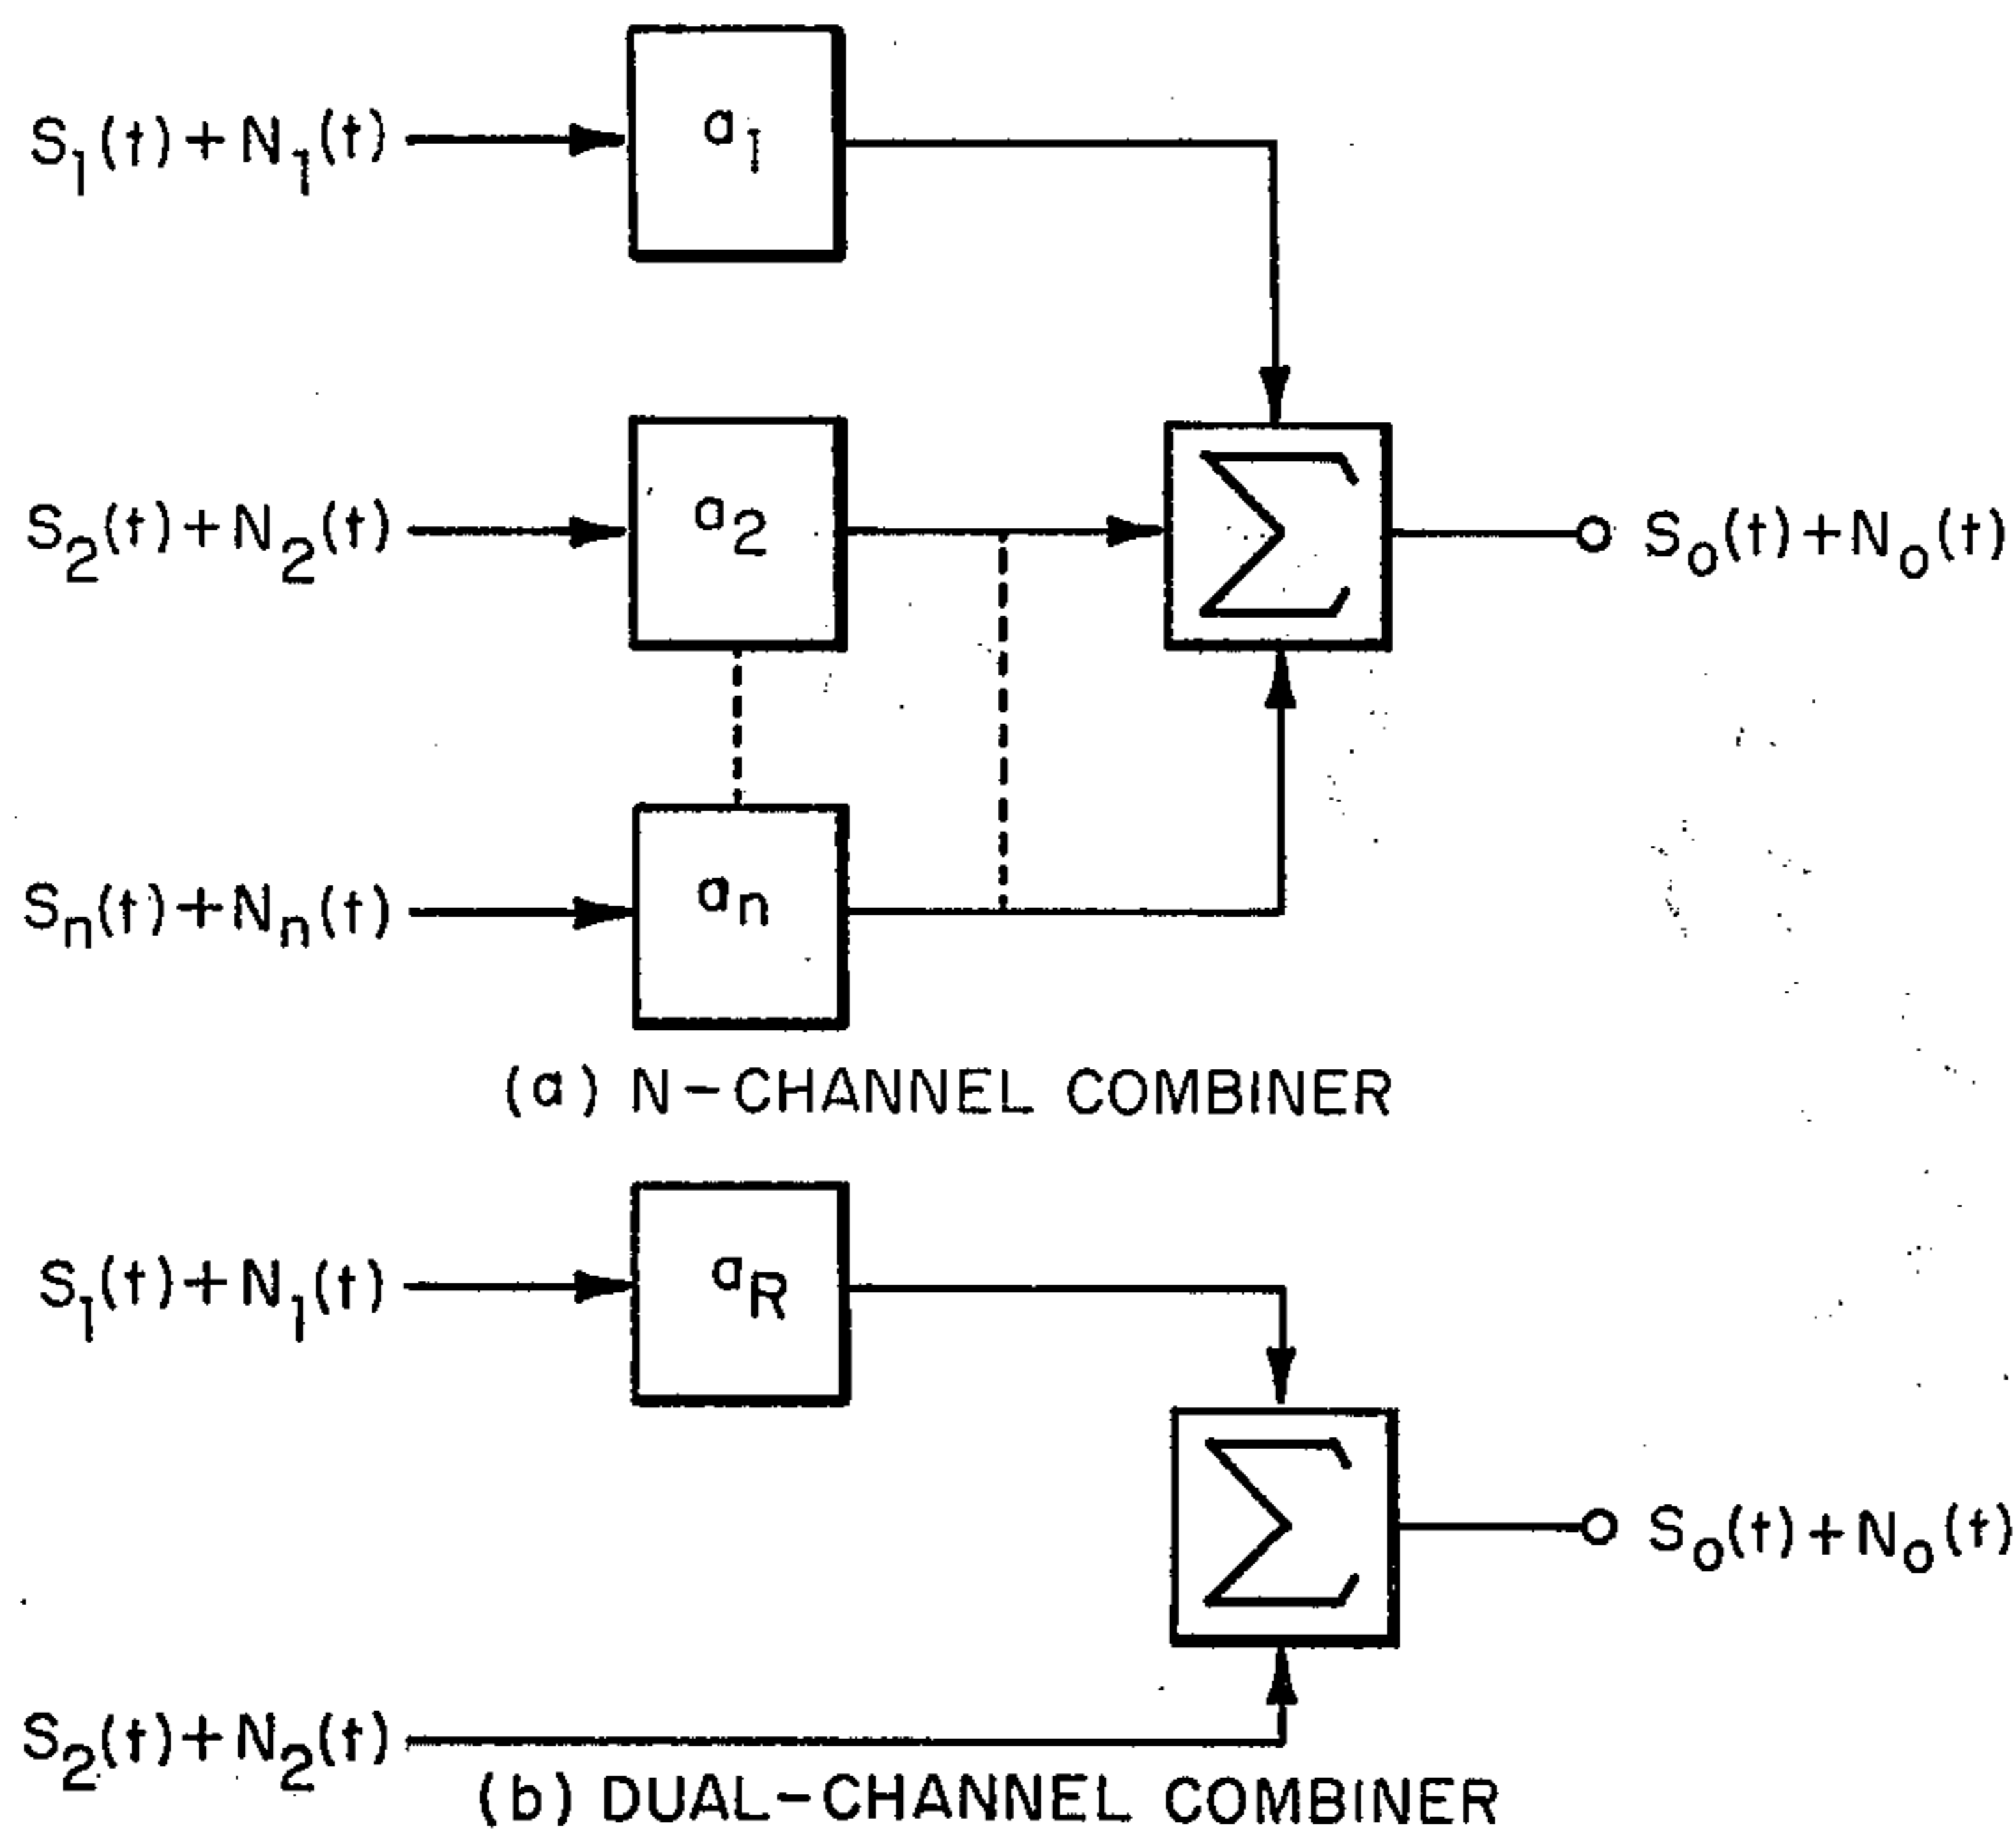 S₁(t)+N₁(t)
a₁
S₂(t)+N₂(t)
a₂
Σ
S₀(t)+N₀(t)
Sₙ(t)+Nₙ(t)
aₙ
(a) N-CHANNEL COMBINER
S₁(t)+N₁(t)
a_R
Σ
S₀(t)+N₀(t)
S₂(t)+N₂(t)
(b) DUAL-CHANNEL COMBINER